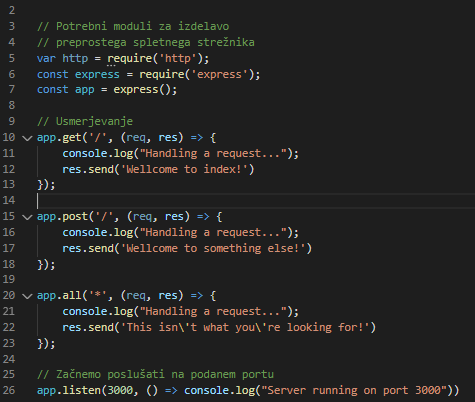 2
3 // Potrebni moduli za izdelavo
4 // preprostega spletnega strežnika
5 var http = require('http');
6 const express = require('express');
7 const app = express();
8
9 // Usmerjevanje
10 app.get('/', (req, res) => {
11 console.log("Handling a request...");
12 res.send('Wellcome to index!')
13 });
14
15 app.post('/', (req, res) => {
16 console.log("Handling a request...");
17 res.send('Wellcome to something else!')
18 });
19
20 app.all('*', (req, res) => {
21 console.log("Handling a request...");
22 res.send('This isn\'t what you\'re looking for!')
23 });
24
25 // Začnemo poslušati na podanem portu
26 app.listen(3000, () => console.log("Server running on port 3000"))